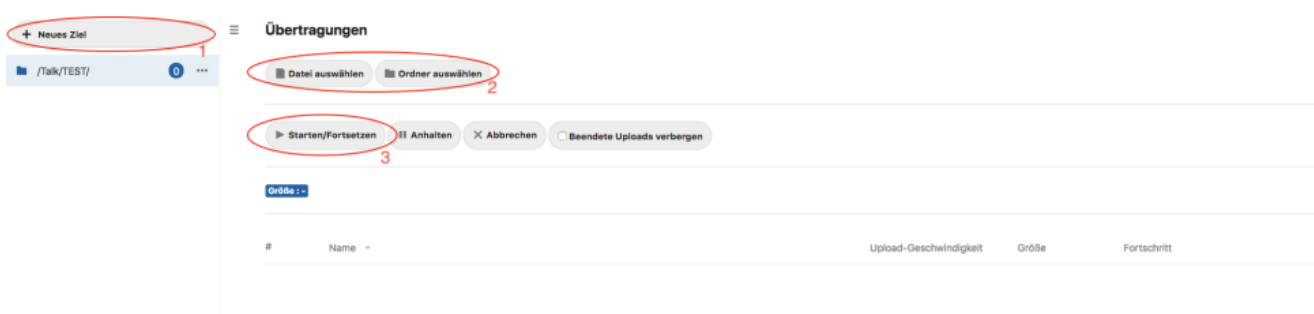 + Neues Ziel
1
/Talk/TEST/ 0 ···
Übertragungen
Datei auswählen Ordner auswählen
2
Starten/Fortsetzen Anhalten Abbrechen Beendete Uploads verbergen
3
Größe : -
# Name Upload-Geschwindigkeit Größe Fortschritt